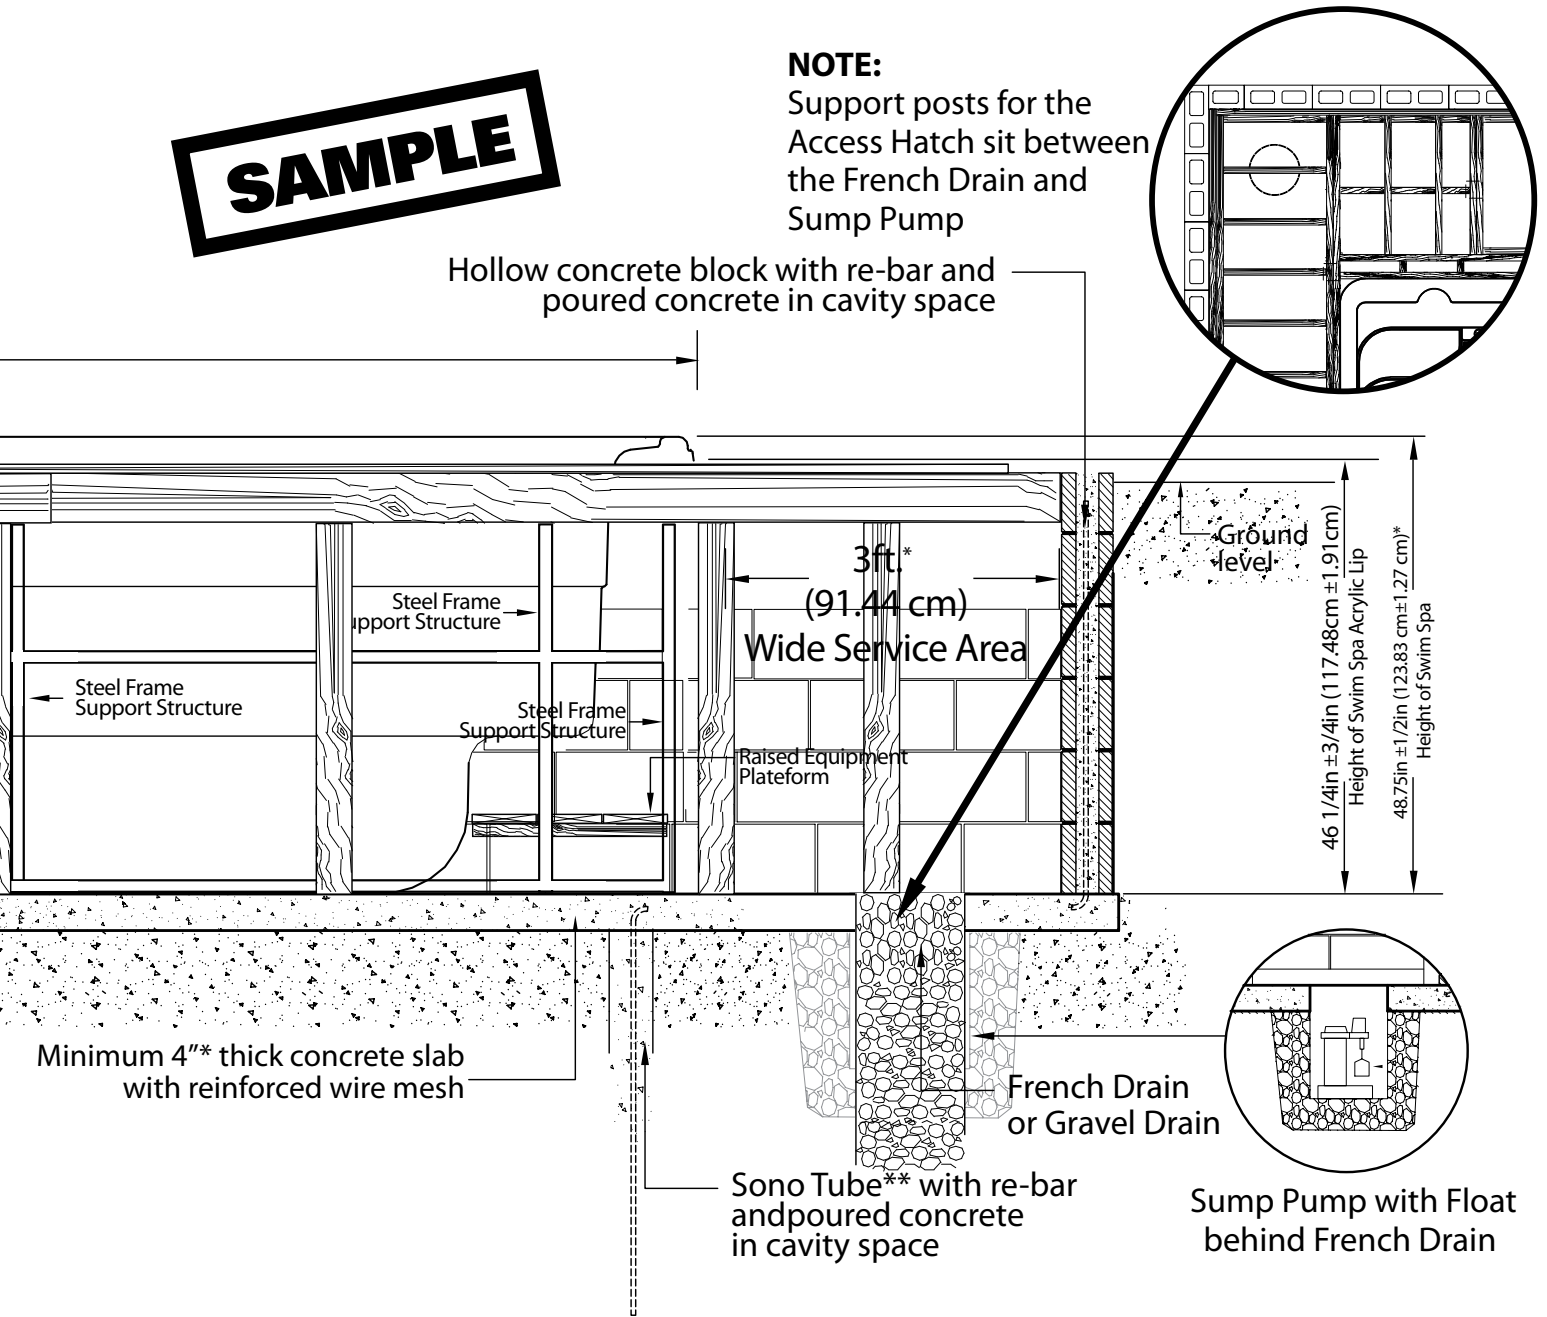 SAMPLE
NOTE:
Support posts for the
Access Hatch sit between
the French Drain and
Sump Pump
Hollow concrete block with re-bar and
poured concrete in cavity space
Ground
level
3ft.*
(91.44 cm)
Wide Service Area
Steel Frame
upport Structure
Steel Frame
Support Structure
Steel Frame
Support Structure
Raised Equipment
Plateform
46 1/4in ±3/4in (117.48cm ±1.91cm)
Height of Swim Spa Acrylic Lip
48.75in ±1/2in (123.83 cm±1.27 cm)*
Height of Swim Spa
Minimum 4”* thick concrete slab
with reinforced wire mesh
French Drain
or Gravel Drain
Sono Tube** with re-bar
andpoured concrete
in cavity space
Sump Pump with Float
behind French Drain